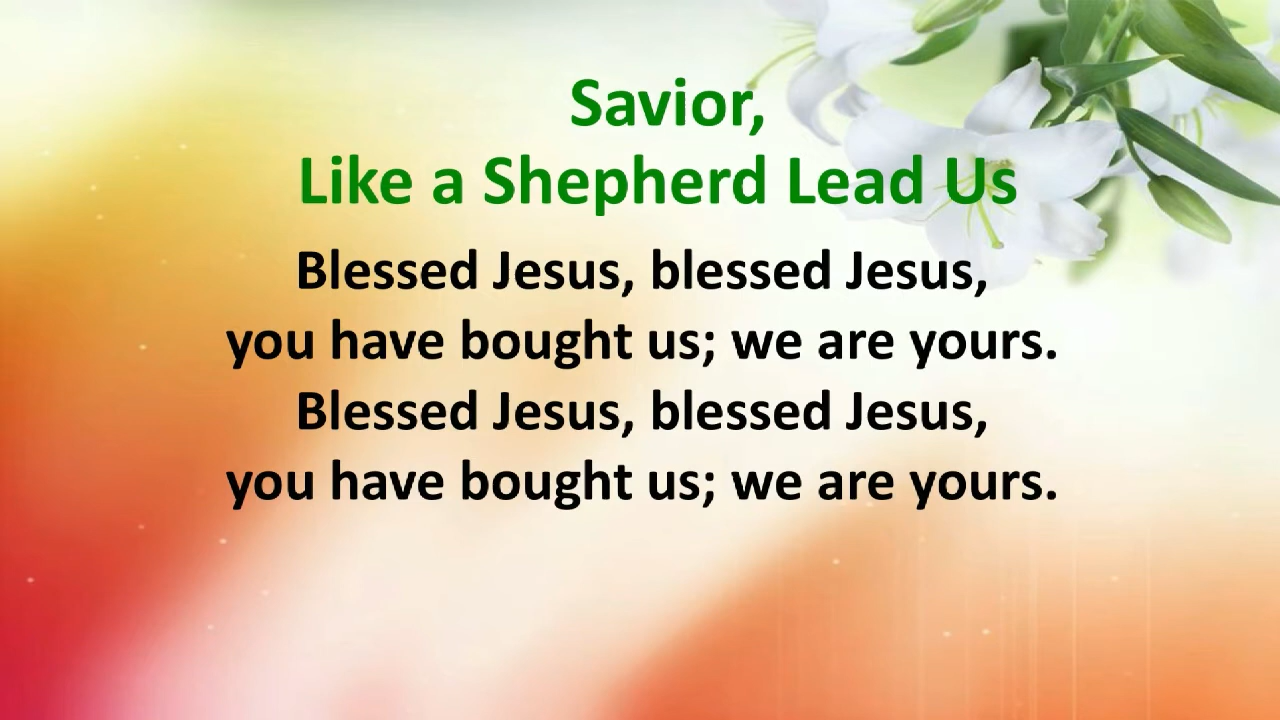 Savior,
Like a Shepherd Lead Us
Blessed Jesus, blessed Jesus,
you have bought us; we are yours.
Blessed Jesus, blessed Jesus,
you have bought us; we are yours.